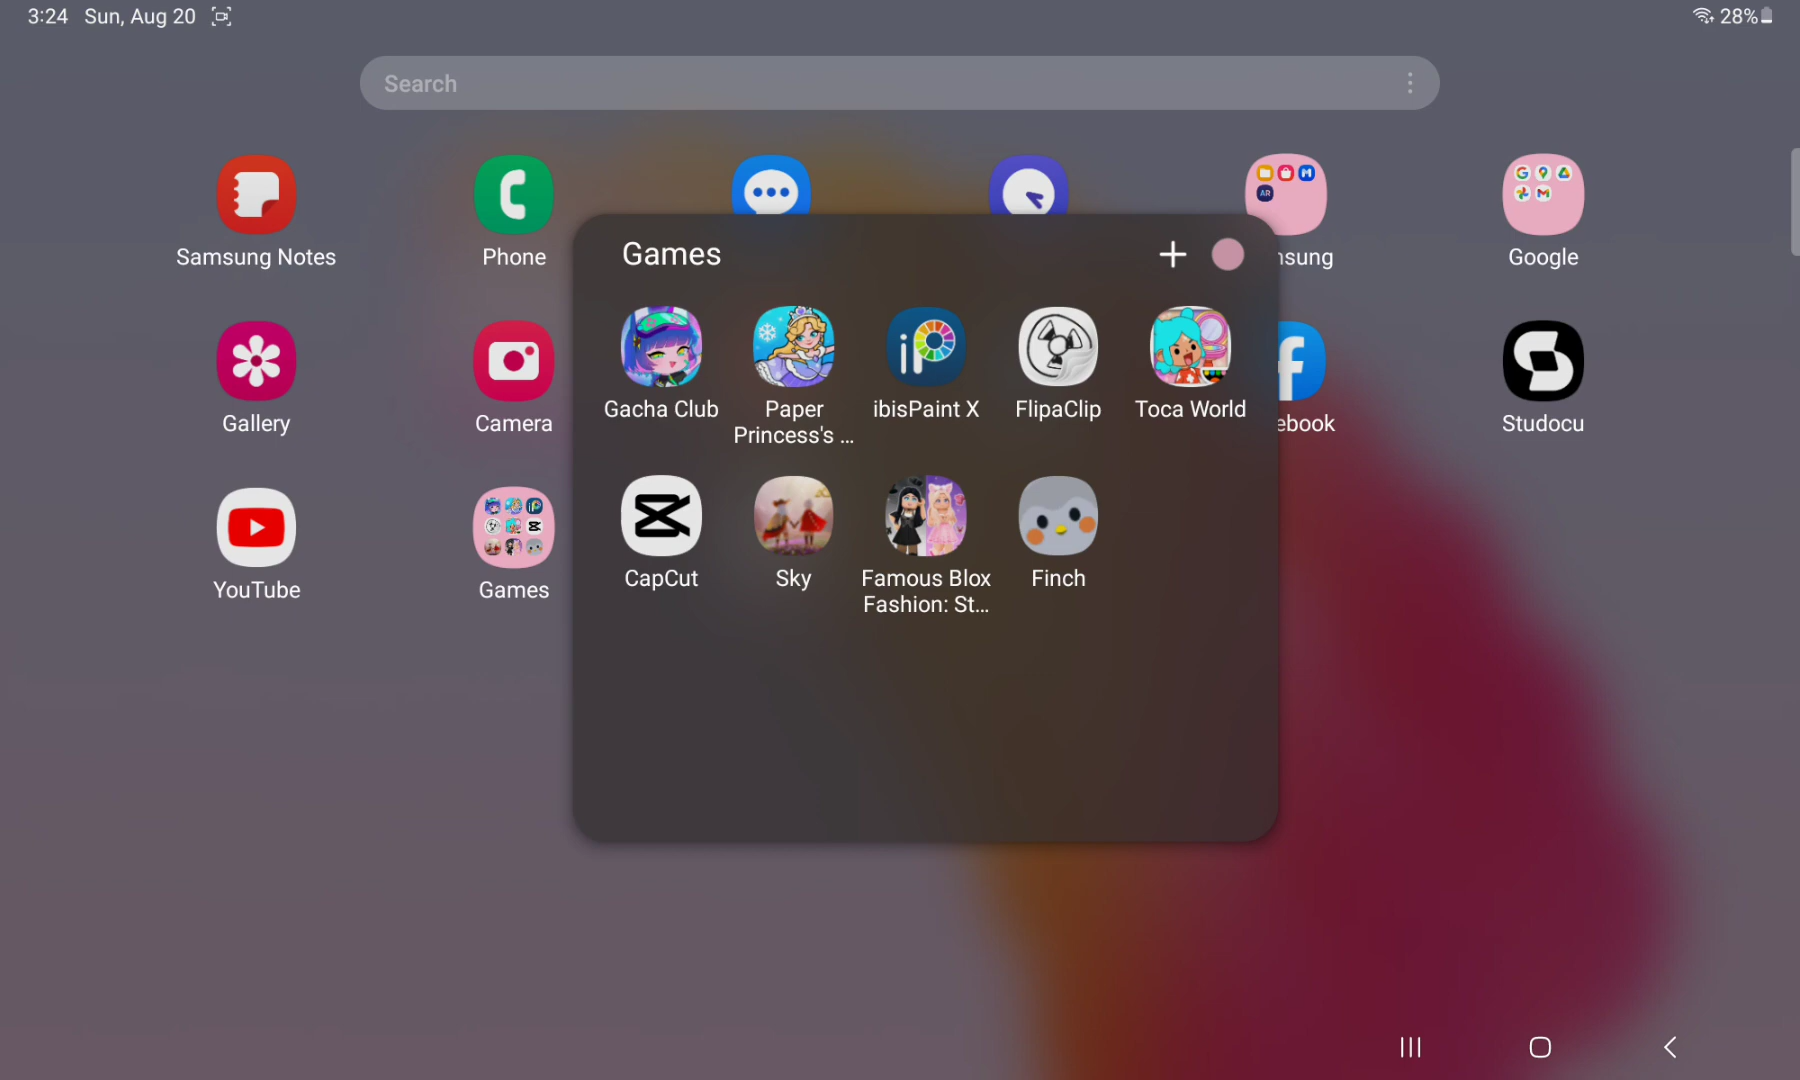 3:24 Sun, Aug 20
28%
Search
Samsung Notes
Phone
nsung
Google
Games
Gacha Club
Paper
Princess's ...
ibisPaint X
FlipaClip
Toca World
Gallery
Camera
ebook
Studocu
CapCut
Sky
Famous Blox
Fashion: St...
Finch
YouTube
Games